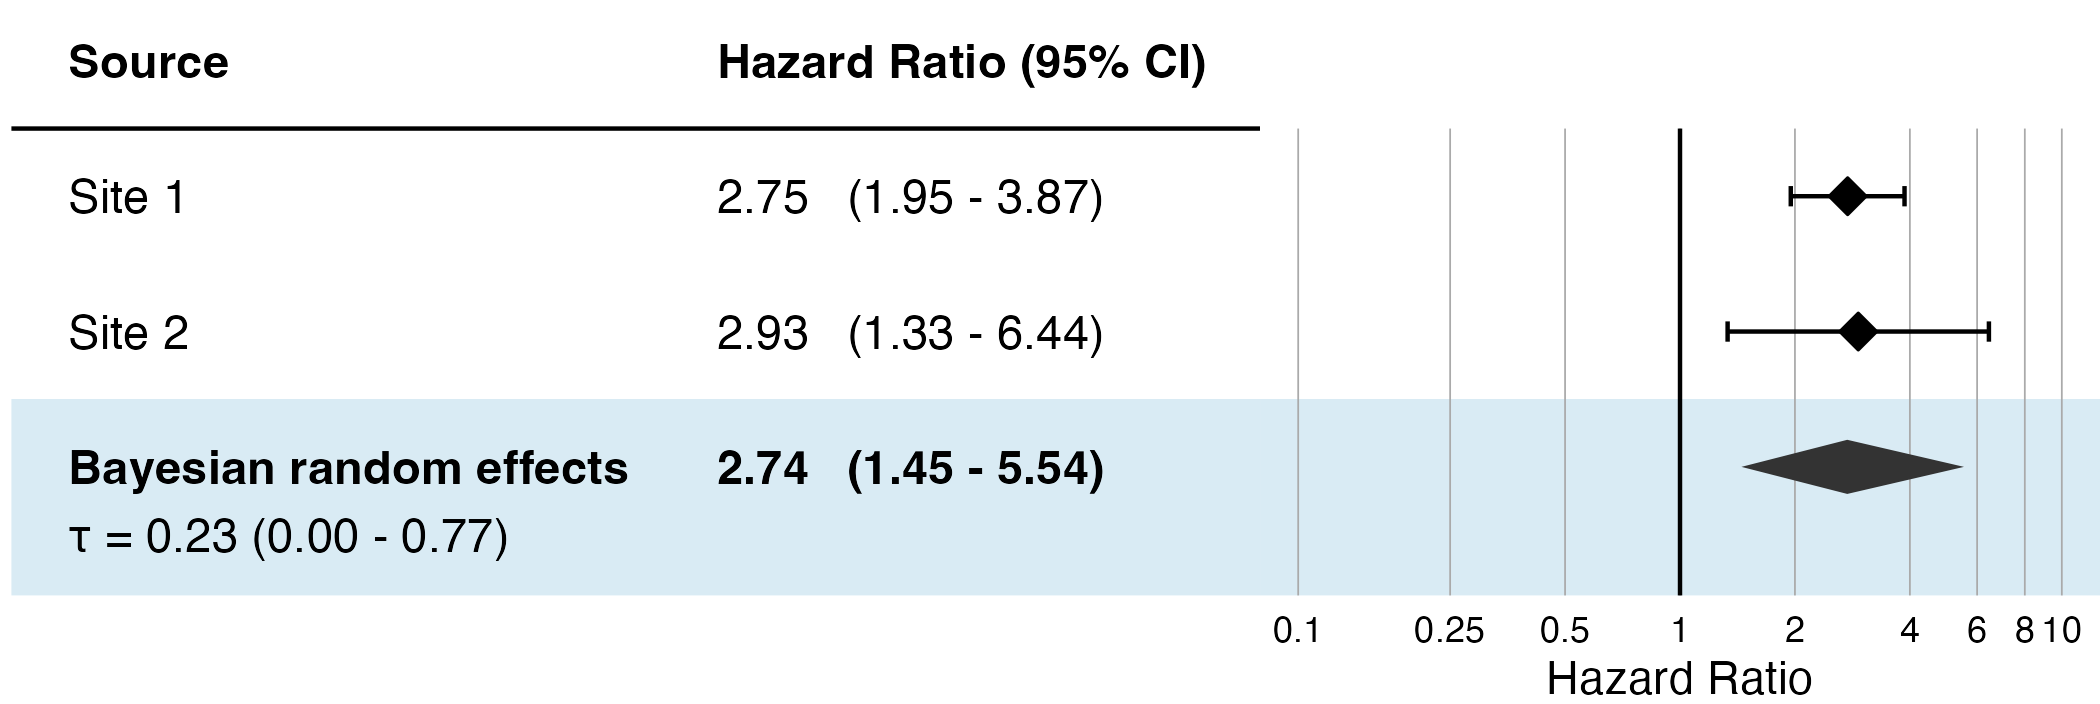 Source Hazard Ratio (95% CI)
Site 1 2.75 (1.95 - 3.87)
Site 2 2.93 (1.33 - 6.44)
Bayesian random effects 2.74 (1.45 - 5.54)
τ = 0.23 (0.00 - 0.77)
0.1 0.25 0.5 1 2 4 6 8 10
Hazard Ratio